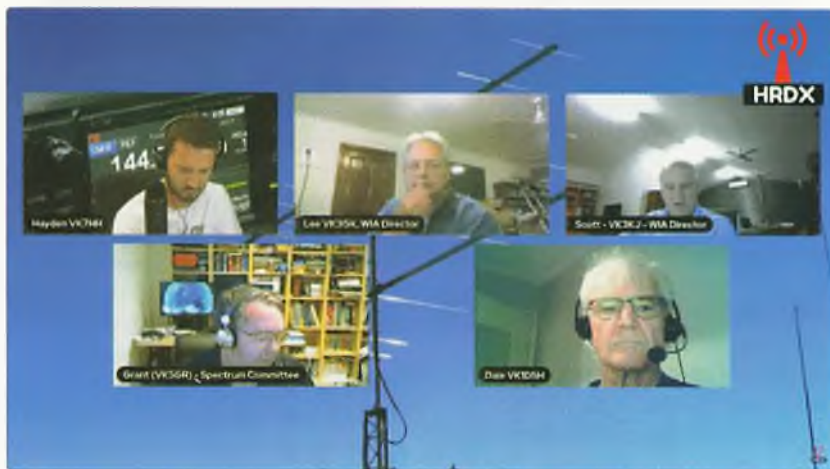 HRDX
144.
Hayden VK7HH
Lee VK3GK, WIA Director
Scott - VK3KJ - WIA Director
Grant (VK5GR) - Spectrum Committee
Dale VK1DSH